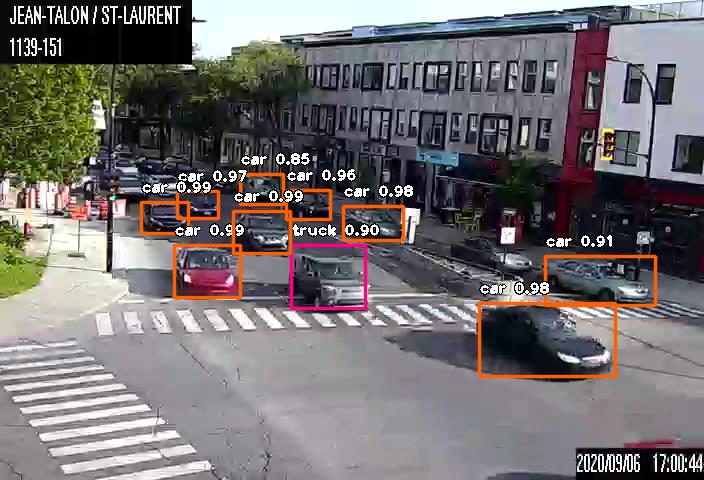 JEAN-TALON / ST-LAURENT
1139-151
car 0.85
car 0.97
car 0.96
car 0.99
car 0.99
car 0.98
car 0.99
truck 0.90
car 0.91
car 0.98
2020/09/06 17:00:44